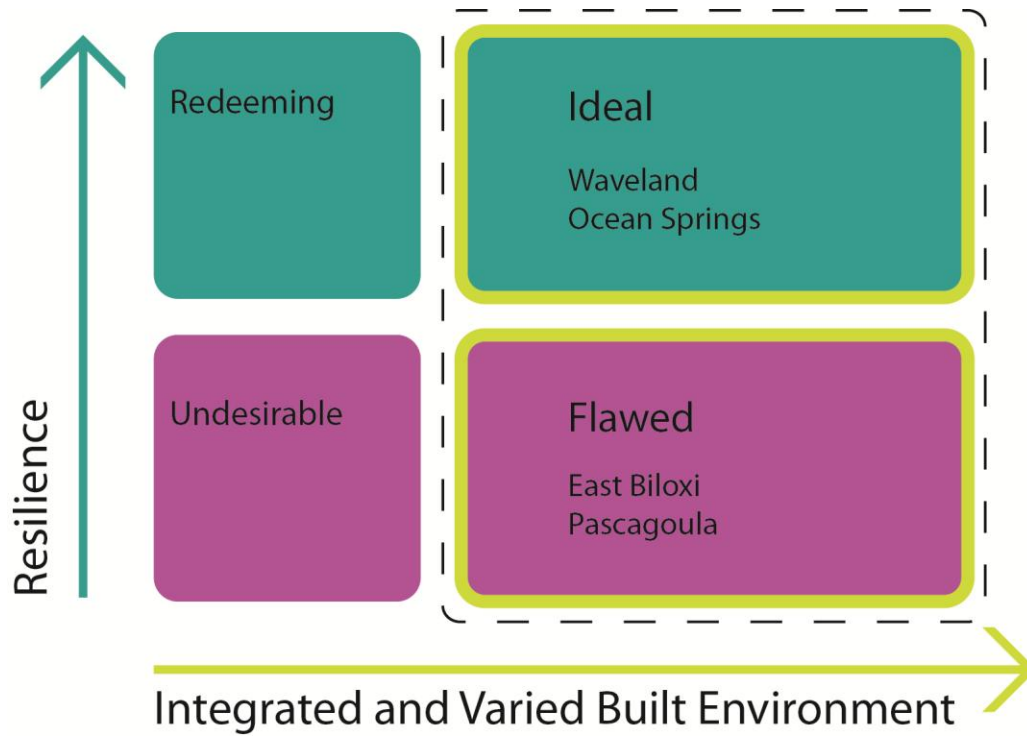 Redeeming
Ideal
Waveland
Ocean Springs
Undesirable
Flawed
East Biloxi
Pascagoula
Resilience
Integrated and Varied Built Environment